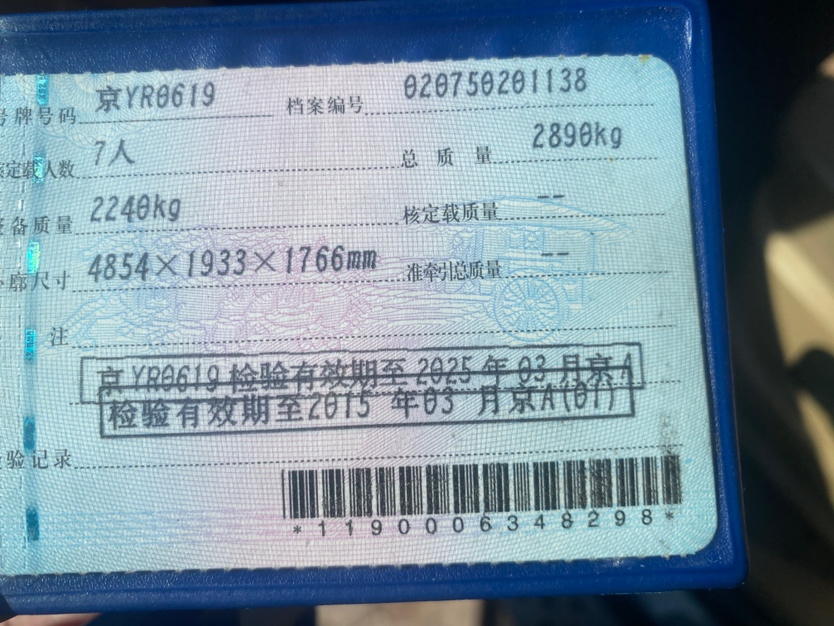 号牌号码 京YR0619 档案编号 020750201138
核定载人数 7人 总质量 2890kg
整备质量 2240kg 核定载质量 --
外廓尺寸 4854×1933×1766mm 准牵引总质量 --
注
京YR0619检验有效期至2025年03月京A
检验有效期至2015 年03 月京A(01)
检验记录
*1190006348298*